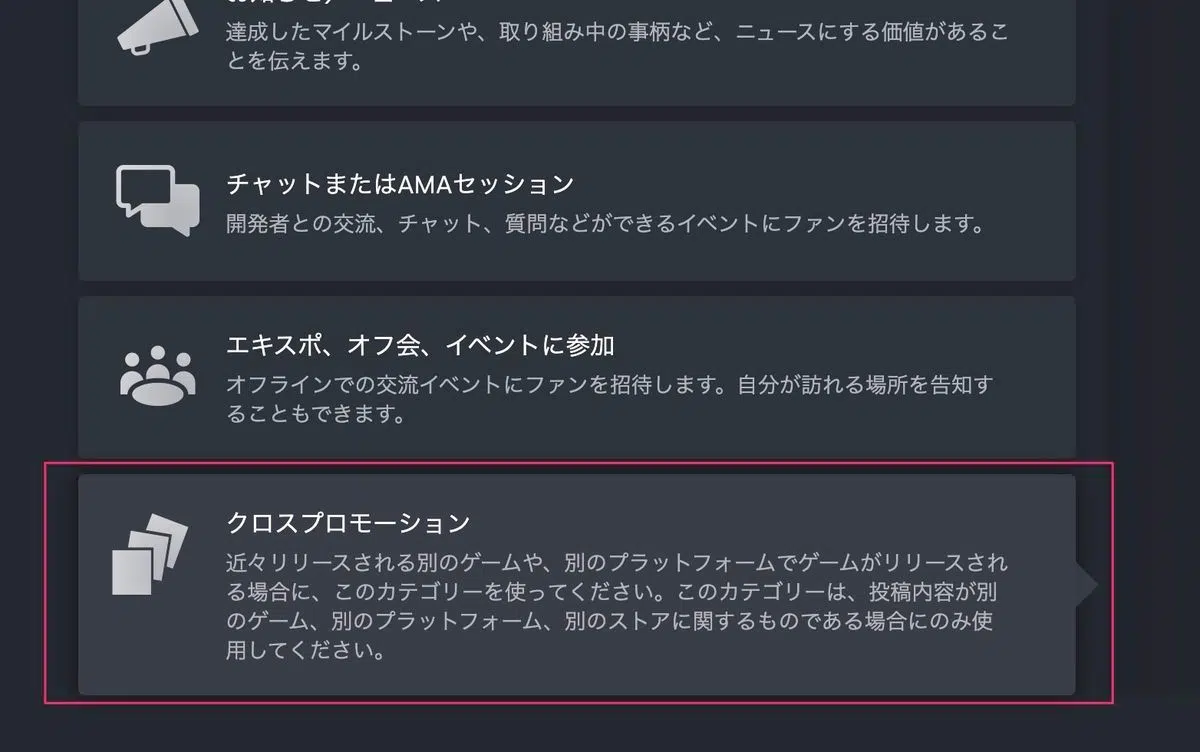 達成したマイルストーンや、取り組み中の事柄など、ニュースにする価値があるこ
とを伝えます。
チャットまたはAMAセッション
開発者との交流、チャット、質問などができるイベントにファンを招待します。
エキスポ、オフ会、イベントに参加
オフラインでの交流イベントにファンを招待します。自分が訪れる場所を告知す
ることもできます。
クロスプロモーション
近々リリースされる別のゲームや、別のプラットフォームでゲームがリリースされ
る場合に、このカテゴリーを使ってください。このカテゴリーは、投稿内容が別
のゲーム、別のプラットフォーム、別のストアに関するものである場合にのみ使
用してください。